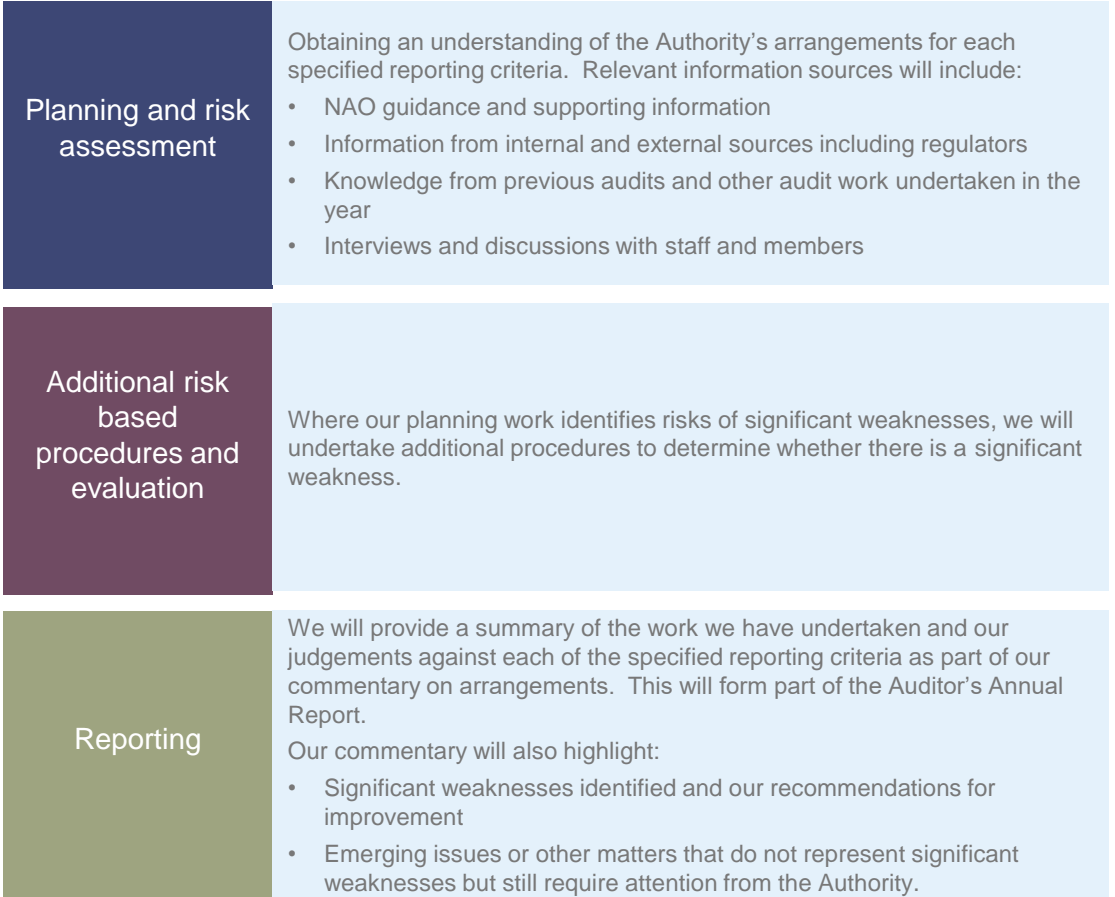 Planning and risk
assessment
Obtaining an understanding of the Authority’s arrangements for each
specified reporting criteria.  Relevant information sources will include:
• NAO guidance and supporting information
• Information from internal and external sources including regulators
• Knowledge from previous audits and other audit work undertaken in the
year
• Interviews and discussions with staff and members
Additional risk
based
procedures and
evaluation
Where our planning work identifies risks of significant weaknesses, we will
undertake additional procedures to determine whether there is a significant
weakness.
Reporting
We will provide a summary of the work we have undertaken and our
judgements against each of the specified reporting criteria as part of our
commentary on arrangements.  This will form part of the Auditor’s Annual
Report.
Our commentary will also highlight:
• Significant weaknesses identified and our recommendations for
improvement
• Emerging issues or other matters that do not represent significant
weaknesses but still require attention from the Authority.